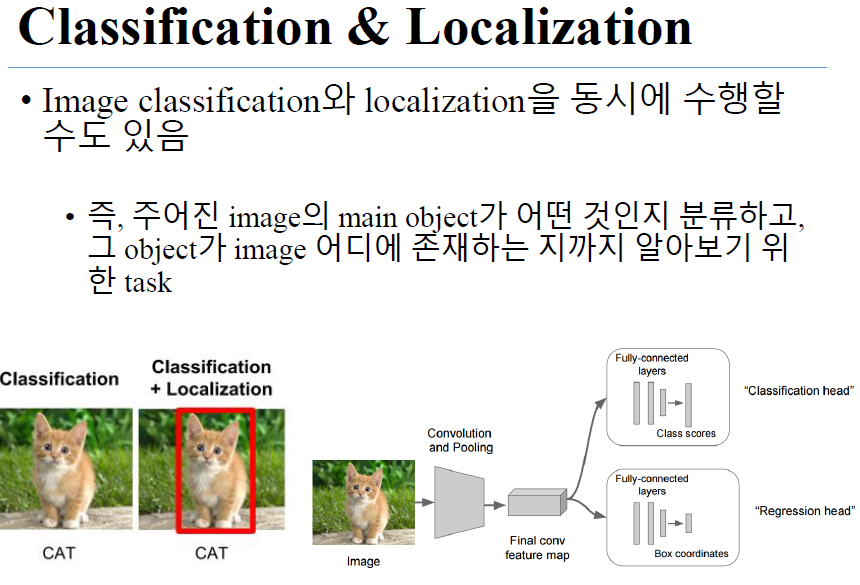 Classification & Localization
• Image classification와 localization을 동시에 수행할
수도 있음
• 즉, 주어진 image의 main object가 어떤 것인지 분류하고,
그 object가 image 어디에 존재하는 지까지 알아보기 위
한 task
Classification
CAT
Classification
+ Localization
CAT
Image
Convolution
and Pooling
Final conv
feature map
Fully-connected
layers
Class scores
“Classification head”
Fully-connected
layers
Box coordinates
“Regression head”